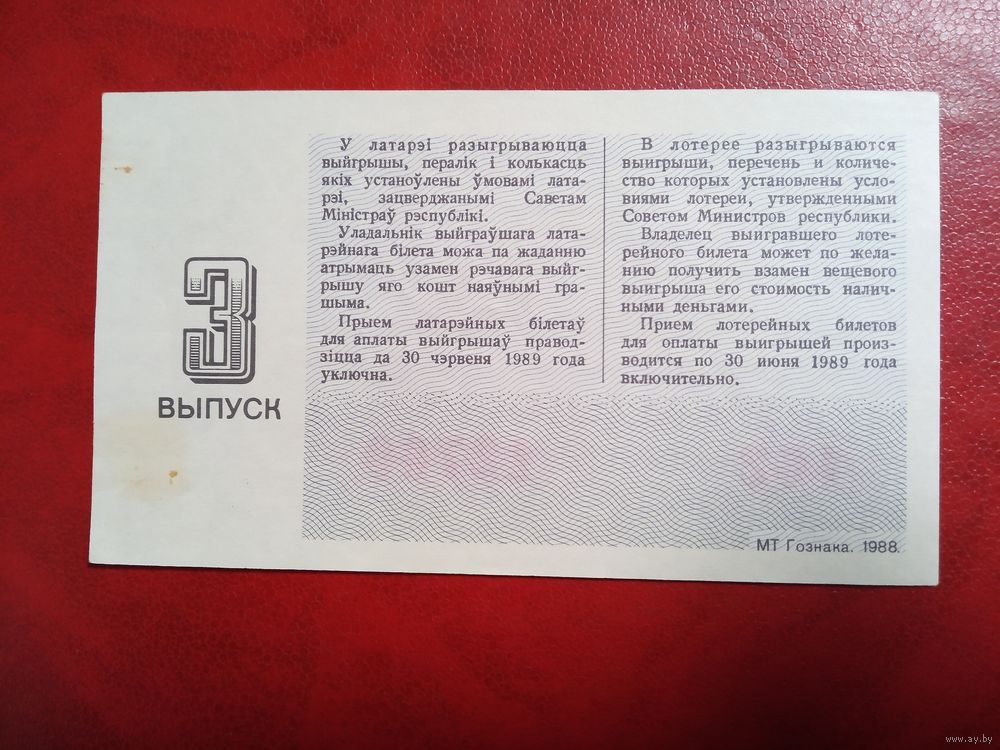 3
ВЫПУСК
У латарэі разыгрываюцца
выйгрышы, пералік і колькасць
якіх устаноўлены ўмовамі лата-
рэі, зацверджанымі Саветам
Міністраў рэспублікі.
Уладальнік выйграўшага лата-
рэйнага білета можа па жаданню
атрымаць узамен рэчавага выйг-
рышу яго кошт наяўнымі гра-
шыма.
Прыем латарэйных білетаў
для аплаты выйгрышаў правод-
зіцца да 30 чэрвеня 1989 года
уключна.
В лотерее разыгрываются
выигрыши, перечень и количе-
ство которых установлены усло-
виями лотереи, утвержденными
Советом Министров республики.
Владелец выигравшего лоте-
рейного билета может по жела-
нию получить взамен вещевого
выигрыша его стоимость налич-
ными деньгами.
Прием лотерейных билетов
для оплаты выигрышей произ-
водится по 30 июня 1989 года
включительно.
МТ Гознака. 1988.
www.ay.by